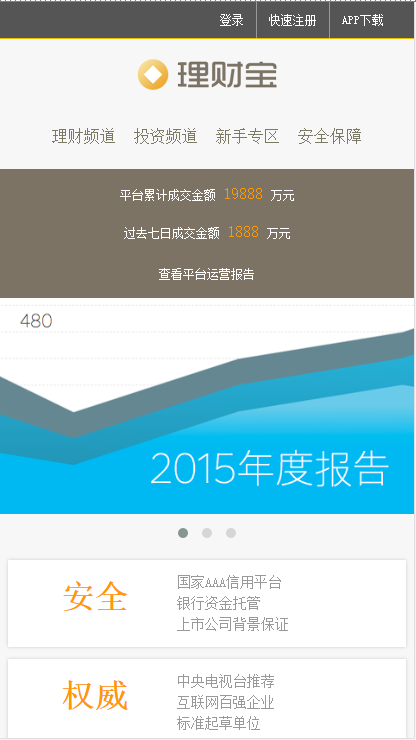 登录 快速注册 APP下载
理财宝
理财频道 投资频道 新手专区 安全保障
平台累计成交金额 19888 万元
过去七日成交金额 1888 万元
查看平台运营报告
480
2015年度报告
安全
国家AAA信用平台
银行资金托管
上市公司背景保证
权威
中央电视台推荐
互联网百强企业
标准起草单位